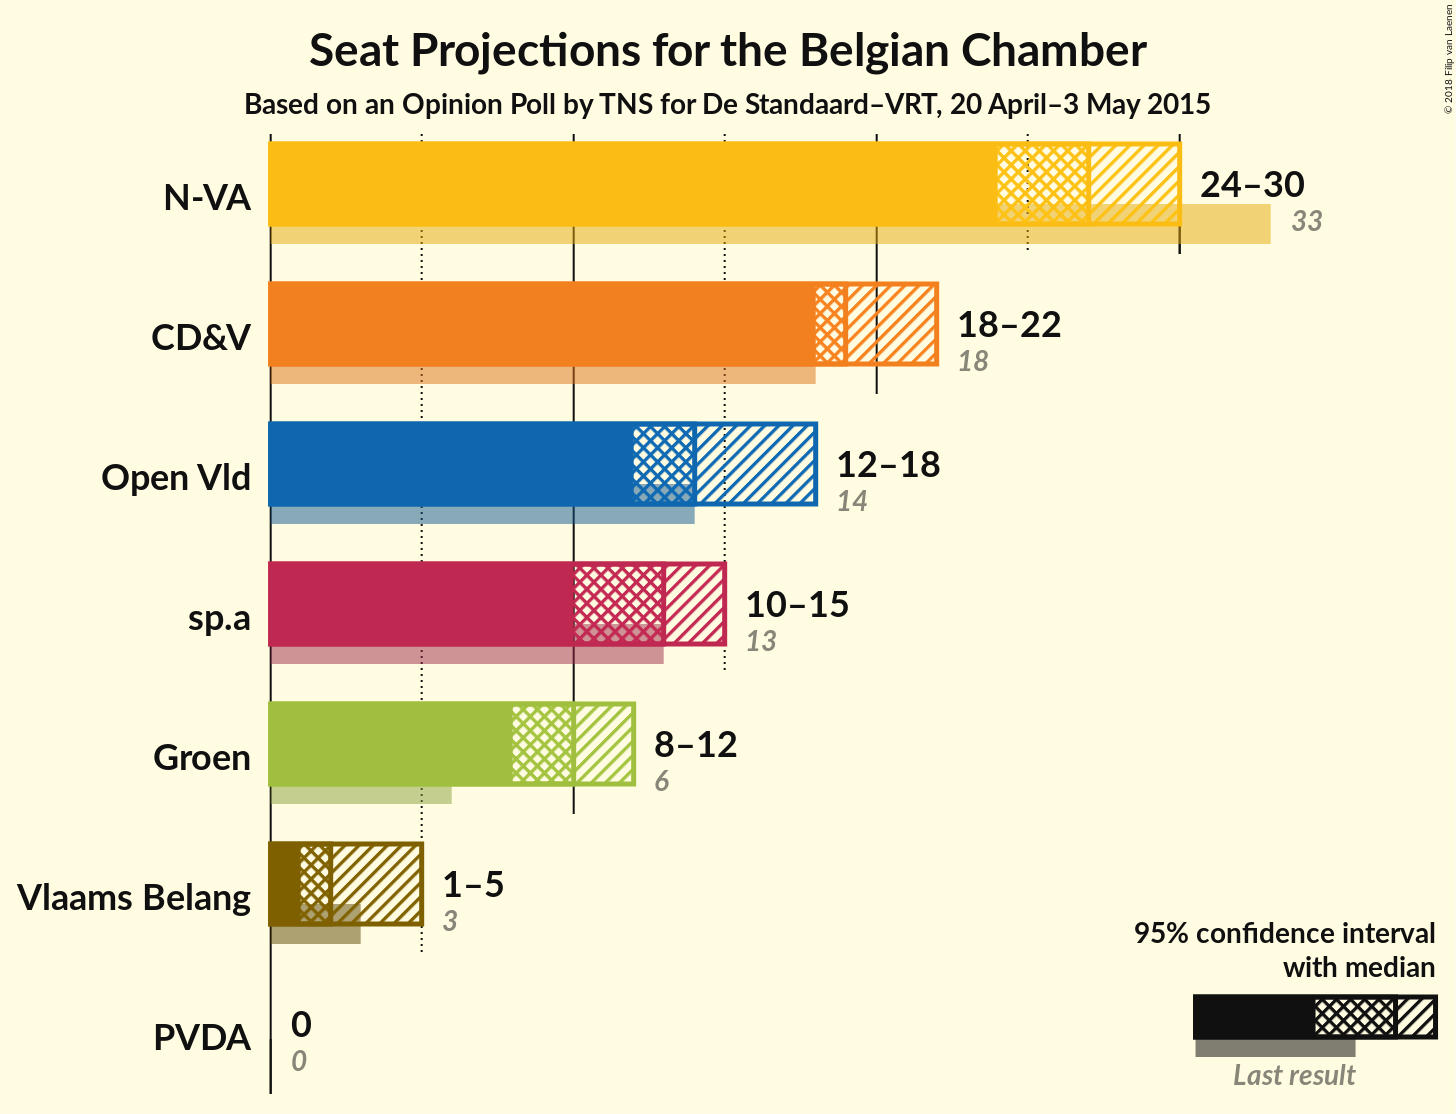 Seat Projections for the Belgian Chamber
Based on an Opinion Poll by TNS for De Standaard–VRT, 20 April–3 May 2015
© 2018 Filip van Laenen
N-VA
24–30
33
CD&V
18–22
18
Open Vld
12–18
14
sp.a
10–15
13
Groen
8–12
6
Vlaams Belang
1–5
3
PVDA
0
0
95% confidence interval
with median
Last result